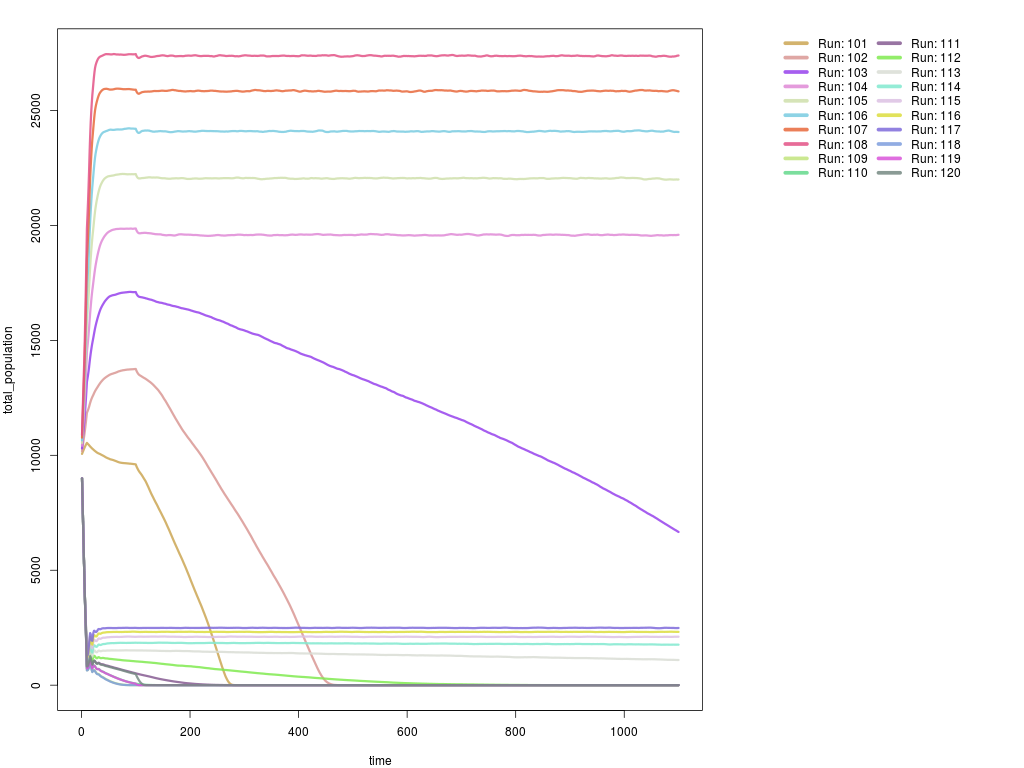 25000
20000
15000
10000
5000
0
total_population
0 200 400 600 800 1000
time
Run: 101
Run: 102
Run: 103
Run: 104
Run: 105
Run: 106
Run: 107
Run: 108
Run: 109
Run: 110
Run: 111
Run: 112
Run: 113
Run: 114
Run: 115
Run: 116
Run: 117
Run: 118
Run: 119
Run: 120